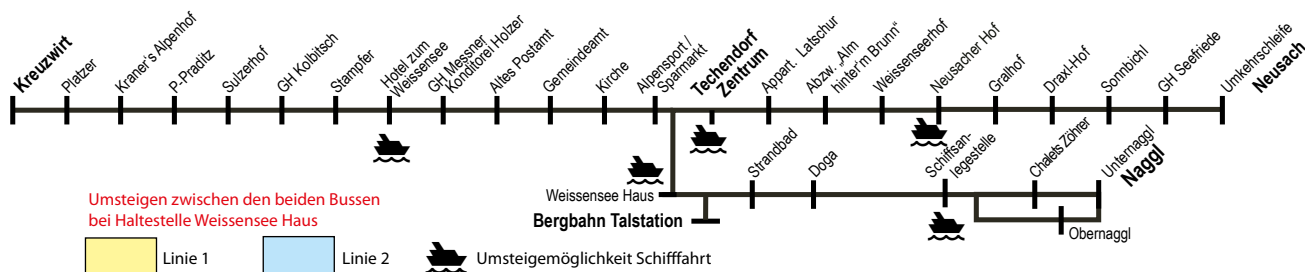 Kreuzwirt
Platzer
Kraner's Alpenhof
P-Praditz
Sulzerhof
GH Kolbitsch
Stampfer
Hotel zum
Weissensee
GH Messner
Konditorei Holzer
Altes Postamt
Gemeindeamt
Kirche
Alpensport /
Sparmarkt
Techendorf
Zentrum
Appart. Latschur
Abzw. „Alm
hinter'm Brunn"
Weissenseerhof
Neusacher Hof
Gralhof
Draxl-Hof
Sonnbichl
GH Seefriede
Umkehrschleife
Neusach
Weissensee Haus
Bergbahn Talstation
Strandbad
Doga
Schiffsan-
legestelle
Chalets Zöhrer
Unternaggl
Naggl
Obernaggl
Umsteigen zwischen den beiden Bussen
bei Haltestelle Weissensee Haus
Linie 1
Linie 2
Umsteigemöglichkeit Schifffahrt